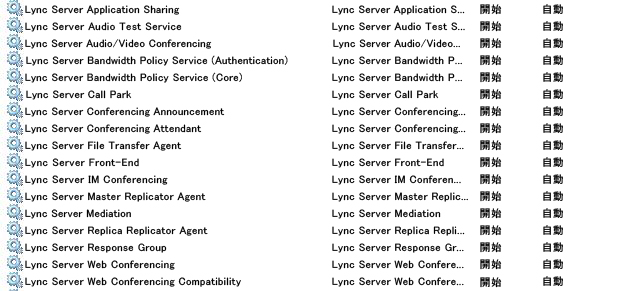 Lync Server Application Sharing Lync Server Application S... 開始 自動
Lync Server Audio Test Service Lync Server Audio Test S... 開始 自動
Lync Server Audio/Video Conferencing Lync Server Audio/Video... 開始 自動
Lync Server Bandwidth Policy Service (Authentication) Lync Server Bandwidth P... 開始 自動
Lync Server Bandwidth Policy Service (Core) Lync Server Bandwidth P... 開始 自動
Lync Server Call Park Lync Server Call Park 開始 自動
Lync Server Conferencing Announcement Lync Server Conferencing... 開始 自動
Lync Server Conferencing Attendant Lync Server Conferencing... 開始 自動
Lync Server File Transfer Agent Lync Server File Transfer... 開始 自動
Lync Server Front-End Lync Server Front-End 開始 自動
Lync Server IM Conferencing Lync Server IM Conferen... 開始 自動
Lync Server Master Replicator Agent Lync Server Master Replic... 開始 自動
Lync Server Mediation Lync Server Mediation 開始 自動
Lync Server Replica Replicator Agent Lync Server Replica Repli... 開始 自動
Lync Server Response Group Lync Server Response Gr... 開始 自動
Lync Server Web Conferencing Lync Server Web Confere... 開始 自動
Lync Server Web Conferencing Compatibility Lync Server Web Confere... 開始 自動